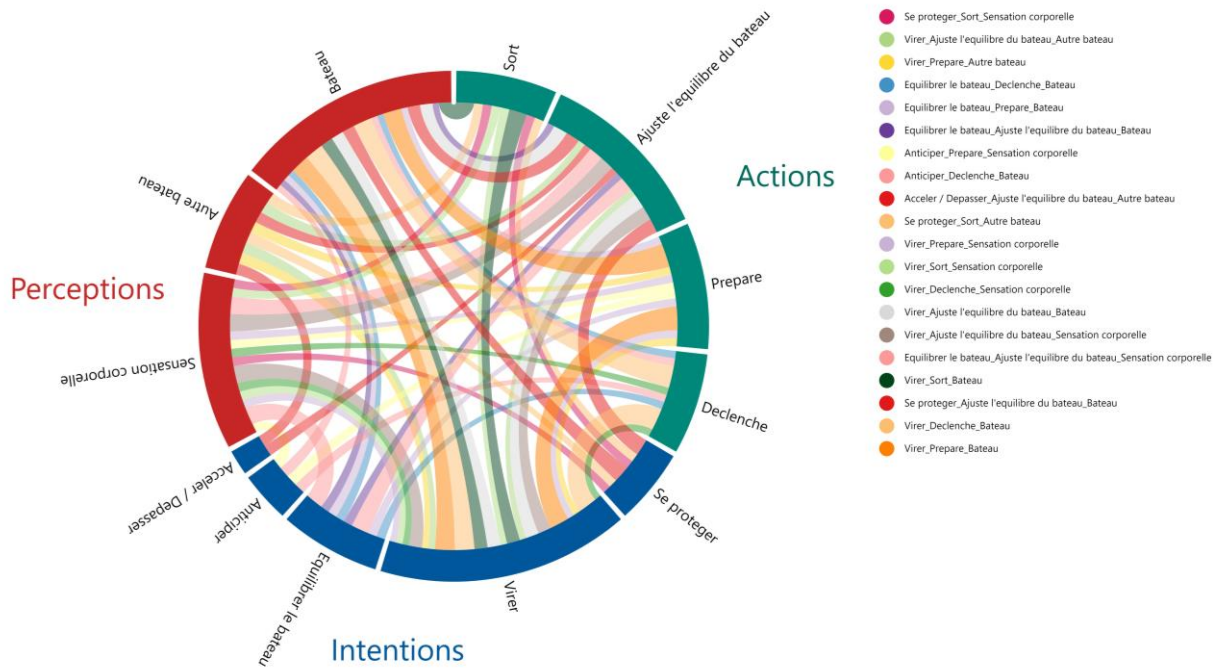 Bateau
Sort
Ajuste l'equilibre du bateau
Autre bateau
Actions
Perceptions
Prepare
Sensation corporelle
Declenche
Acceler / Depasser
Se proteger
Anticiper
Equilibrer le bateau
Virer
Intentions
Se proteger_Sort_Sensation corporelle
Virer_Ajuste l'equilibre du bateau_Autre bateau
Virer_Prepare_Autre bateau
Equilibrer le bateau_Declenche_Bateau
Equilibrer le bateau_Prepare_Bateau
Equilibrer le bateau_Ajuste l'equilibre du bateau_Bateau
Anticiper_Prepare_Sensation corporelle
Anticiper_Declenche_Bateau
Acceler / Depasser_Ajuste l'equilibre du bateau_Autre bateau
Se proteger_Sort_Autre bateau
Virer_Prepare_Sensation corporelle
Virer_Sort_Sensation corporelle
Virer_Declenche_Sensation corporelle
Virer_Ajuste l'equilibre du bateau_Bateau
Virer_Ajuste l'equilibre du bateau_Sensation corporelle
Equilibrer le bateau_Ajuste l'equilibre du bateau_Sensation corporelle
Virer_Sort_Bateau
Se proteger_Ajuste l'equilibre du bateau_Bateau
Virer_Declenche_Bateau
Virer_Prepare_Bateau